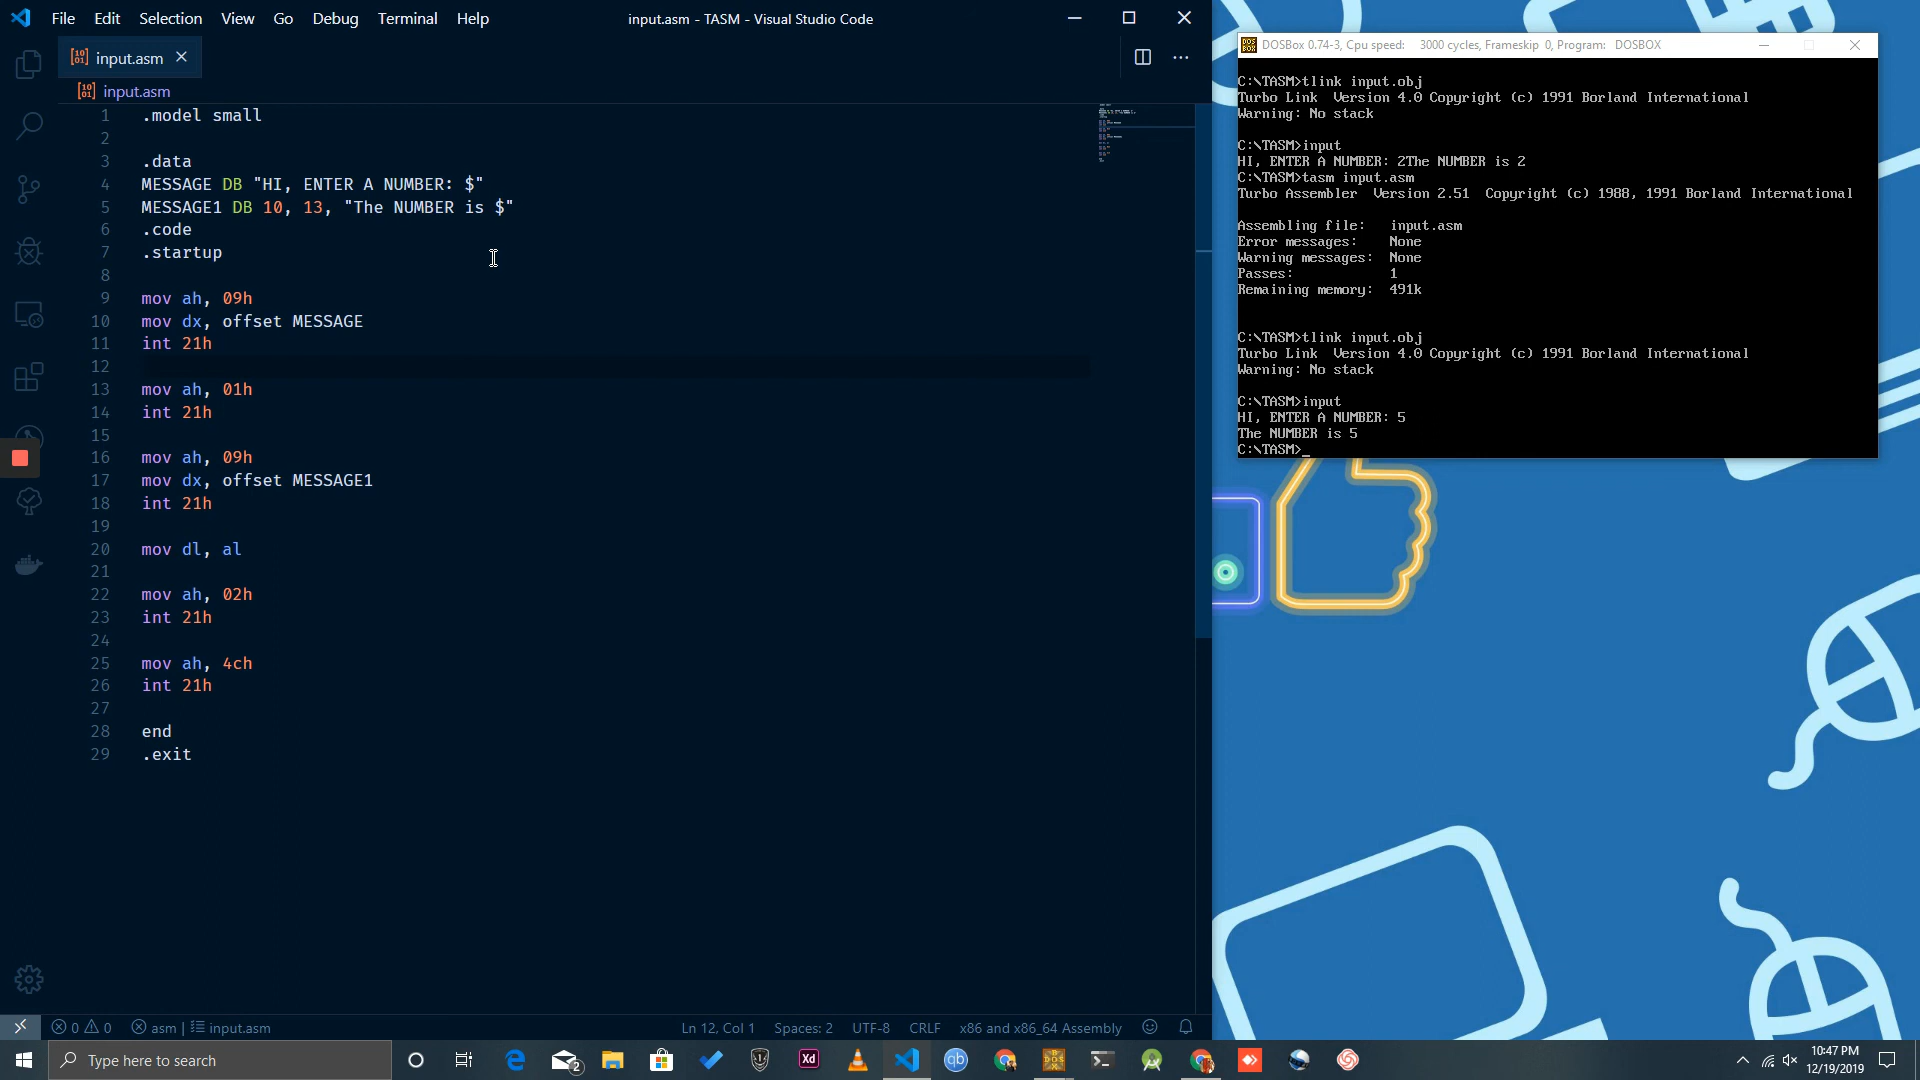 File Edit Selection View Go Debug Terminal Help
input.asm - TASM - Visual Studio Code
input.asm
input.asm
1 .model small
2
3 .data
4 MESSAGE DB "HI, ENTER A NUMBER: $"
5 MESSAGE1 DB 10, 13, "The NUMBER is $"
6 .code
7 .startup
8
9 mov ah, 09h
10 mov dx, offset MESSAGE
11 int 21h
12
13 mov ah, 01h
14 int 21h
15
16 mov ah, 09h
17 mov dx, offset MESSAGE1
18 int 21h
19
20 mov dl, al
21
22 mov ah, 02h
23 int 21h
24
25 mov ah, 4ch
26 int 21h
27
28 end
29 .exit
0 0 asm | input.asm
Ln 12, Col 1 Spaces: 2 UTF-8 CRLF x86 and x86_64 Assembly
DOSBox 0.74-3, Cpu speed: 3000 cycles, Frameskip 0, Program: DOSBOX
C:\TASM>tlink input.obj
Turbo Link Version 4.0 Copyright (c) 1991 Borland International
Warning: No stack
C:\TASM>input
HI, ENTER A NUMBER: 2The NUMBER is 2
C:\TASM>tasm input.asm
Turbo Assembler Version 2.51 Copyright (c) 1988, 1991 Borland International
Assembling file: input.asm
Error messages: None
Warning messages: None
Passes: 1
Remaining memory: 491k
C:\TASM>tlink input.obj
Turbo Link Version 4.0 Copyright (c) 1991 Borland International
Warning: No stack
C:\TASM>input
HI, ENTER A NUMBER: 5
The NUMBER is 5
C:\TASM>_
Type here to search
2
Xd
qb
10:47 PM
12/19/2019